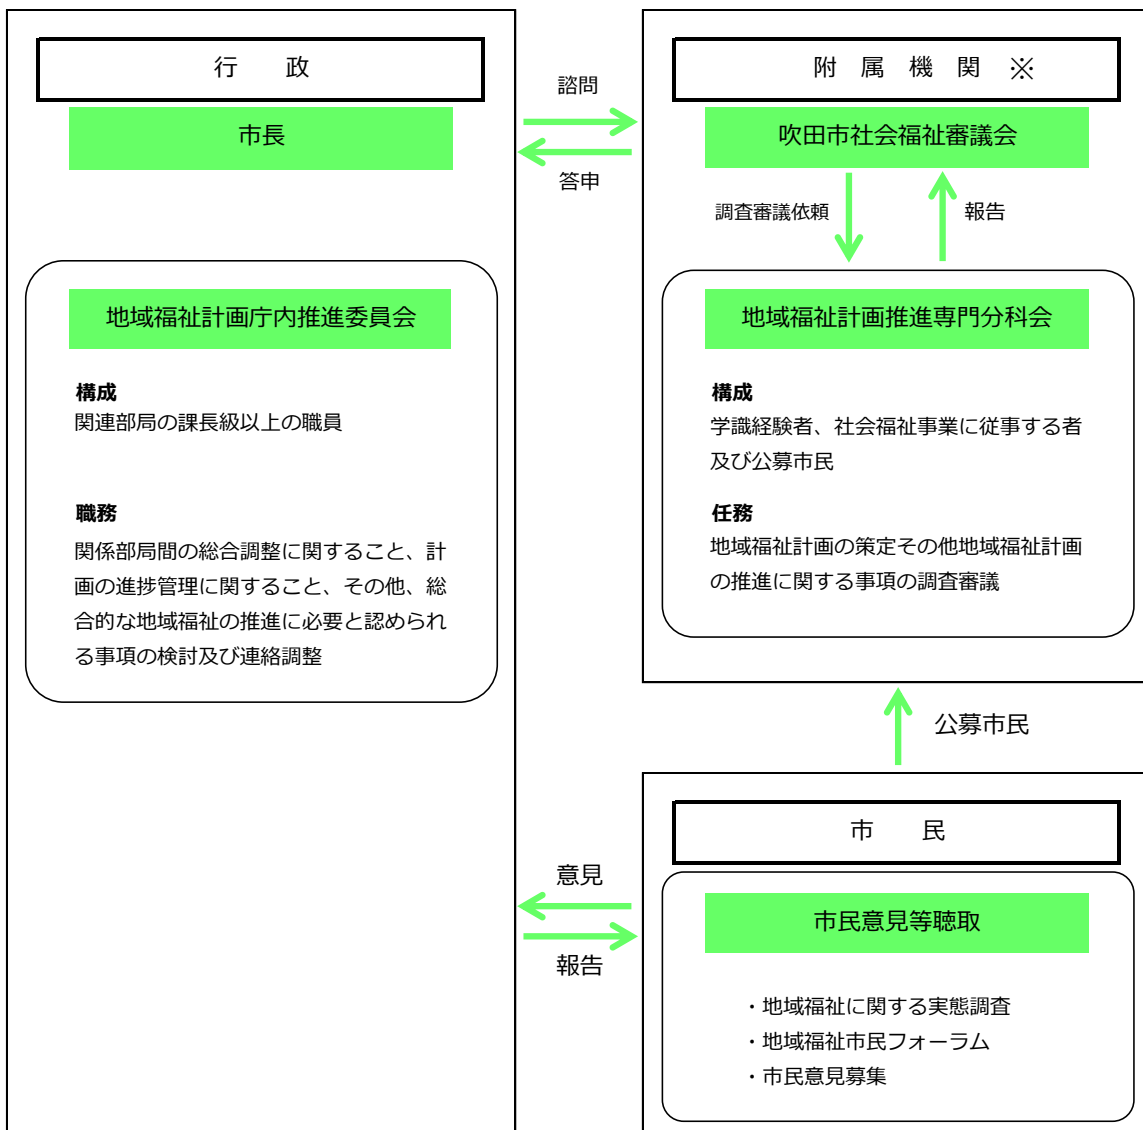 行　政
市長
地域福祉計画庁内推進委員会
構成
関連部局の課長級以上の職員
職務
関係部局間の総合調整に関すること、計
画の進捗管理に関すること、その他、総
合的な地域福祉の推進に必要と認められ
る事項の検討及び連絡調整
諮問
答申
附　属　機　関　※
吹田市社会福祉審議会
調査審議依頼
報告
地域福祉計画推進専門分科会
構成
学識経験者、社会福祉事業に従事する者
及び公募市民
任務
地域福祉計画の策定その他地域福祉計画
の推進に関する事項の調査審議
公募市民
意見
報告
市　民
市民意見等聴取
・地域福祉に関する実態調査
・地域福祉市民フォーラム
・市民意見募集